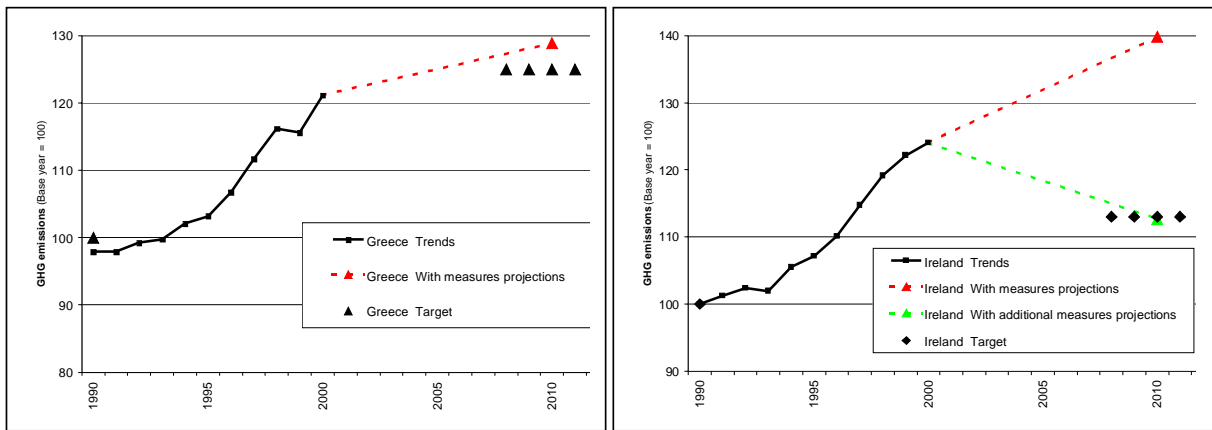 130
120
110
100
90
80
GHG emissions (Base year = 100)
Greece Trends
Greece With measures projections
Greece Target
1990
1995
2000
2005
2010
140
130
120
110
100
90
GHG emissions (Base year = 100)
Ireland Trends
Ireland With measures projections
Ireland With additional measures projections
Ireland Target
1990
1995
2000
2005
2010